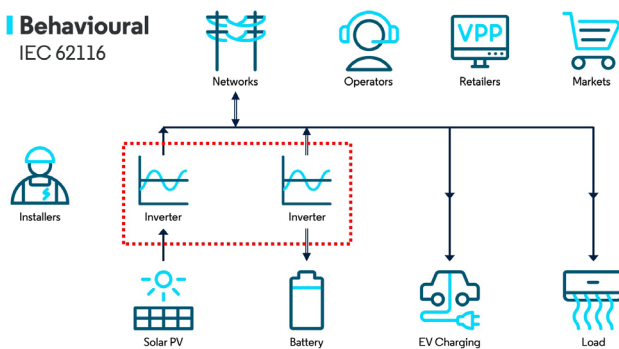 Behavioural
IEC 62116
VPP
Networks
Operators
Retailers
Markets
Installers
Inverter
Inverter
Solar PV
Battery
EV Charging
Load